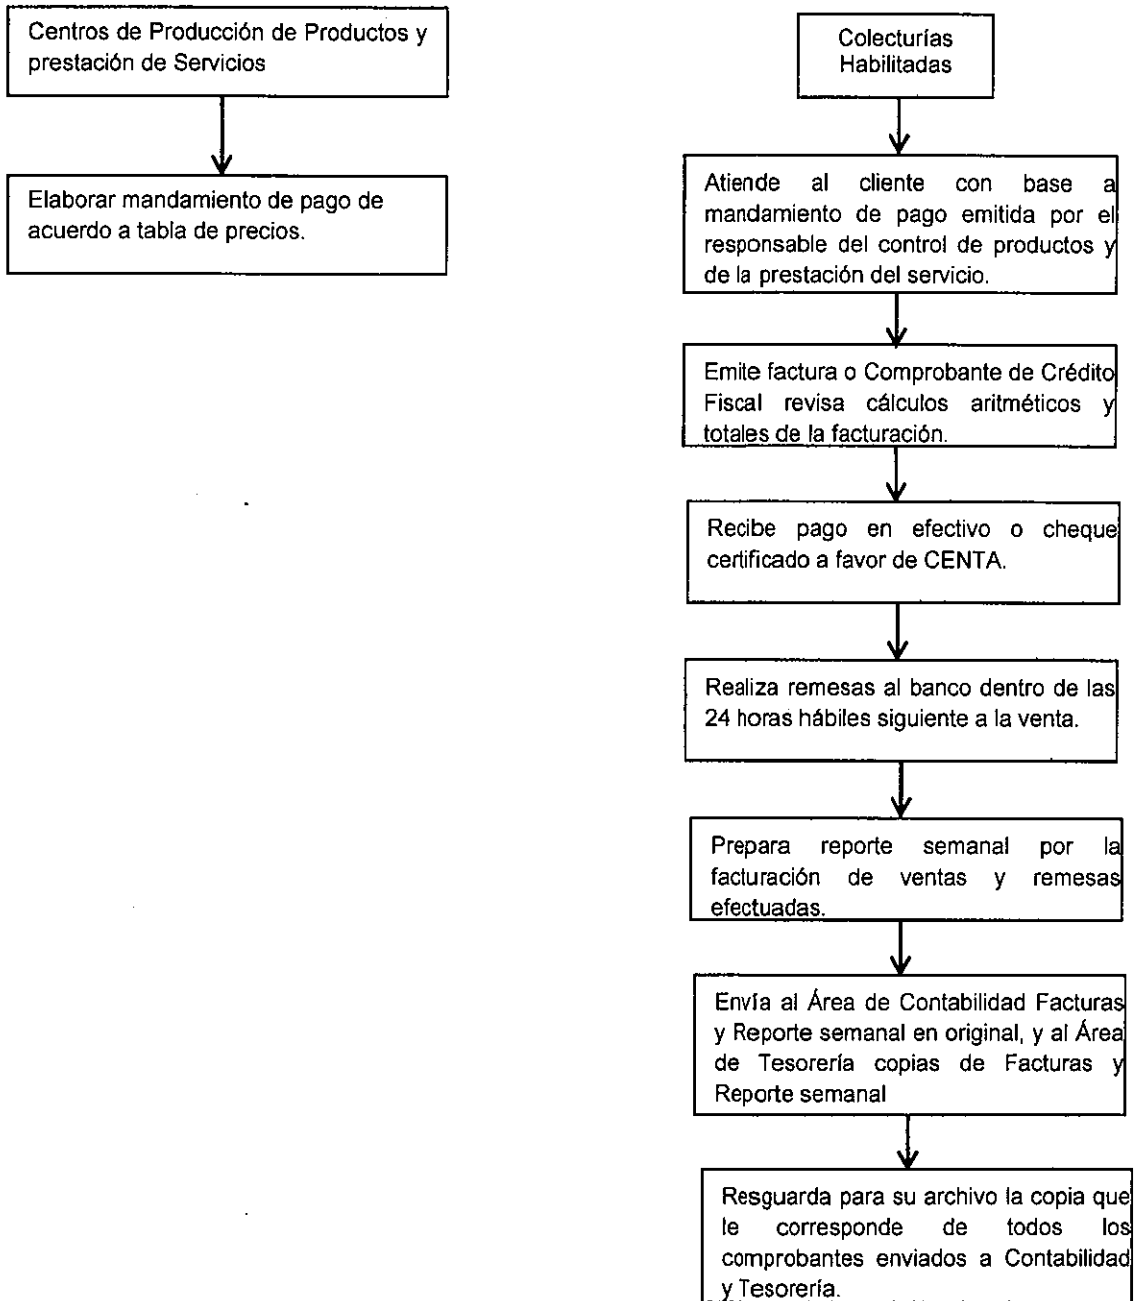 Centros de Producción de Productos y
prestación de Servicios
Elaborar mandamiento de pago de
acuerdo a tabla de precios.
Colecturías
Habilitadas
Atiende al cliente con base a
mandamiento de pago emitida por el
responsable del control de productos y
de la prestación del servicio.
Emite factura o Comprobante de Crédito
Fiscal revisa cálculos aritméticos y
totales de la facturación.
Recibe pago en efectivo o cheque
certificado a favor de CENTA.
Realiza remesas al banco dentro de las
24 horas hábiles siguiente a la venta.
Prepara reporte semanal por la
facturación de ventas y remesas
efectuadas.
Envía al Área de Contabilidad Facturas
y Reporte semanal en original, y al Área
de Tesorería copias de Facturas y
Reporte semanal
Resguarda para su archivo la copia que
le corresponde de todos los
comprobantes enviados a Contabilidad
y Tesorería.